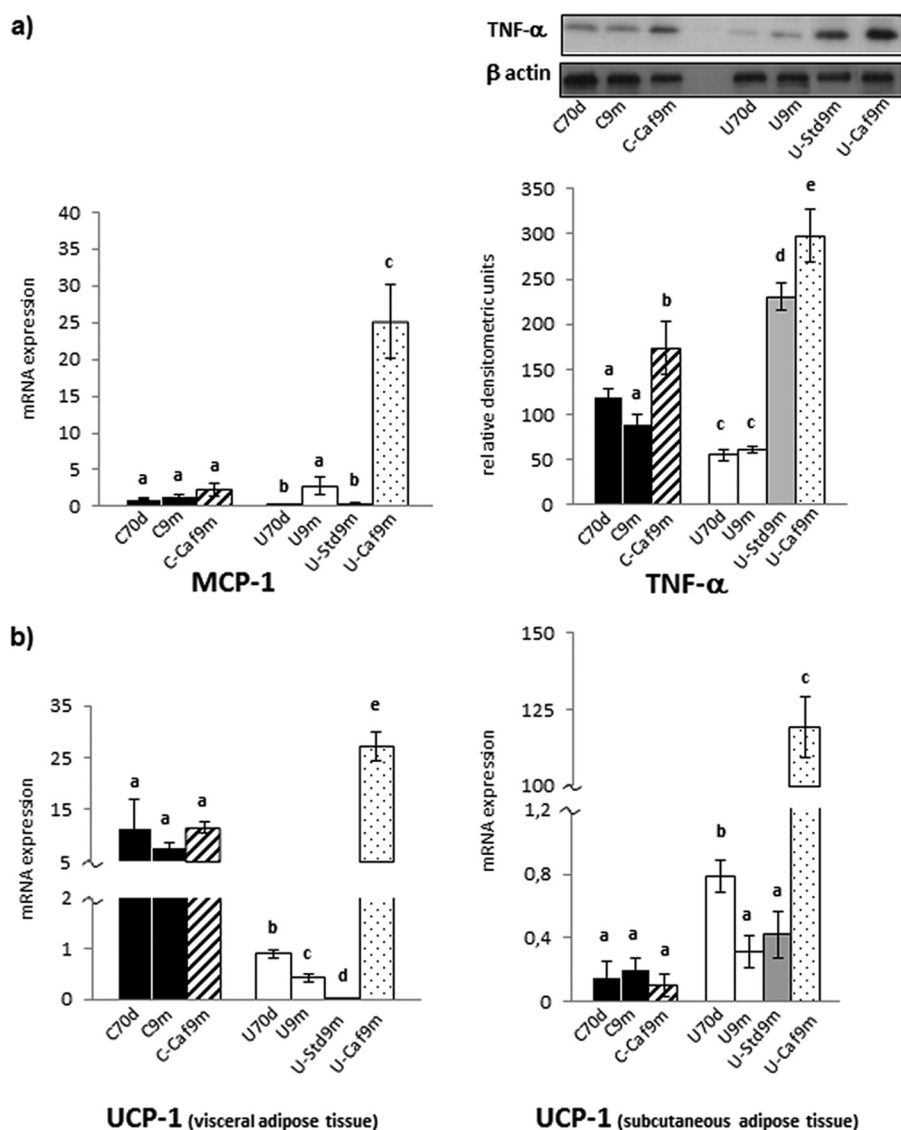 a)
TNF-α
β actin
C70d C9m C-Caf9m U70d U9m U-Std9m U-Caf9m
40
35
30
25
20
15
10
5
0
mRNA expression
a a a b a b c
C70d C9m C-Caf9m U70d U9m U-Std9m U-Caf9m
MCP-1
350
300
250
200
150
100
50
0
relative densitometric units
a a b c c d e
C70d C9m C-Caf9m U70d U9m U-Std9m U-Caf9m
TNF-α
b)
35
25
15
5
2
1
0
mRNA expression
a a a b c d e
C70d C9m C-Caf9m U70d U9m U-Std9m U-Caf9m
UCP-1 (visceral adipose tissue)
150
125
100
1,2
0,8
0,4
0
mRNA expression
a a a b a a c
C70d C9m C-Caf9m U70d U9m U-Std9m U-Caf9m
UCP-1 (subcutaneous adipose tissue)